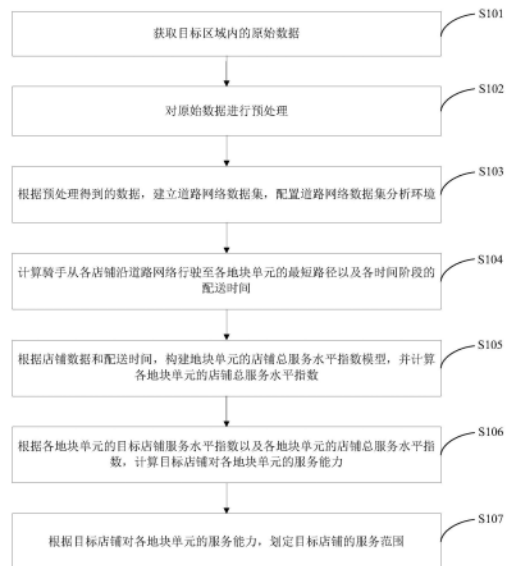 S101
获取目标区域内的原始数据
S102
对原始数据进行预处理
S103
根据预处理得到的数据，建立道路网络数据集，配置道路网络数据集分析环境
S104
计算骑手从各店铺沿道路网络行驶至各地块单元的最短路径以及各时间阶段的
配送时间
S105
根据店铺数据和配送时间，构建地块单元的店铺总服务水平指数模型，并计算
各地块单元的店铺总服务水平指数
S106
根据各地块单元的目标店铺服务水平指数以及各地块单元的店铺总服务水平指
数，计算目标店铺对各地块单元的服务能力
S107
根据目标店铺对各地块单元的服务能力，划定目标店铺的服务范围